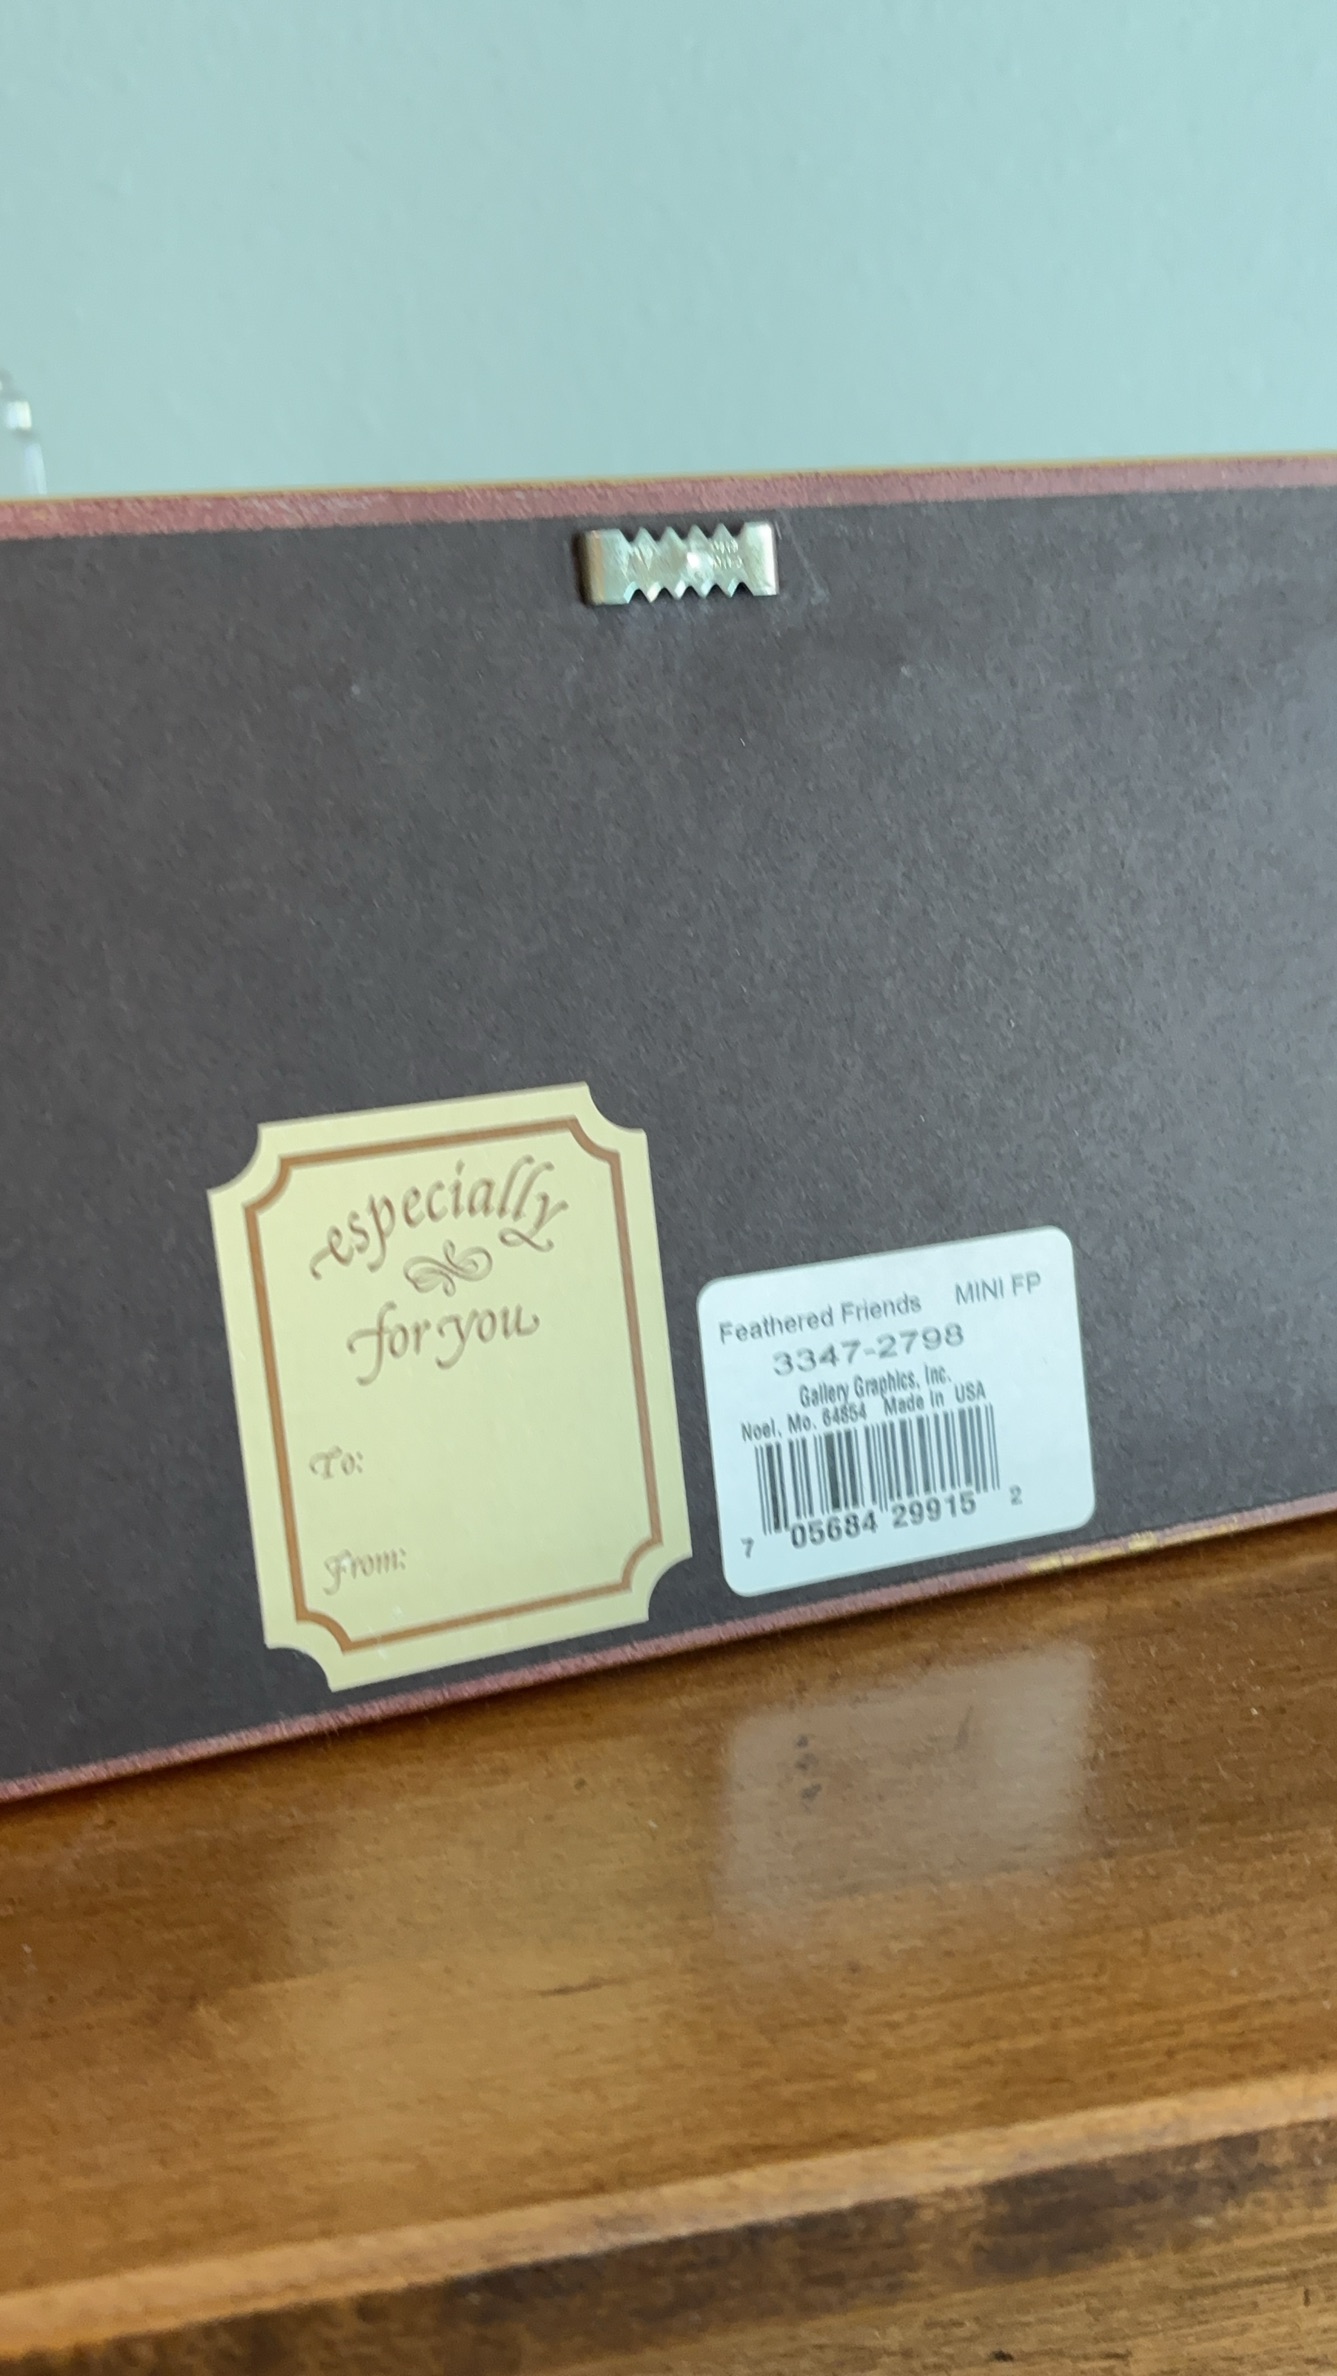 especially
for you
To:
From:
Feathered Friends MINI FP
3347-2798
Gallery Graphics, Inc.
Noel, Mo. 64854 Made in USA
7 05684 29915 2